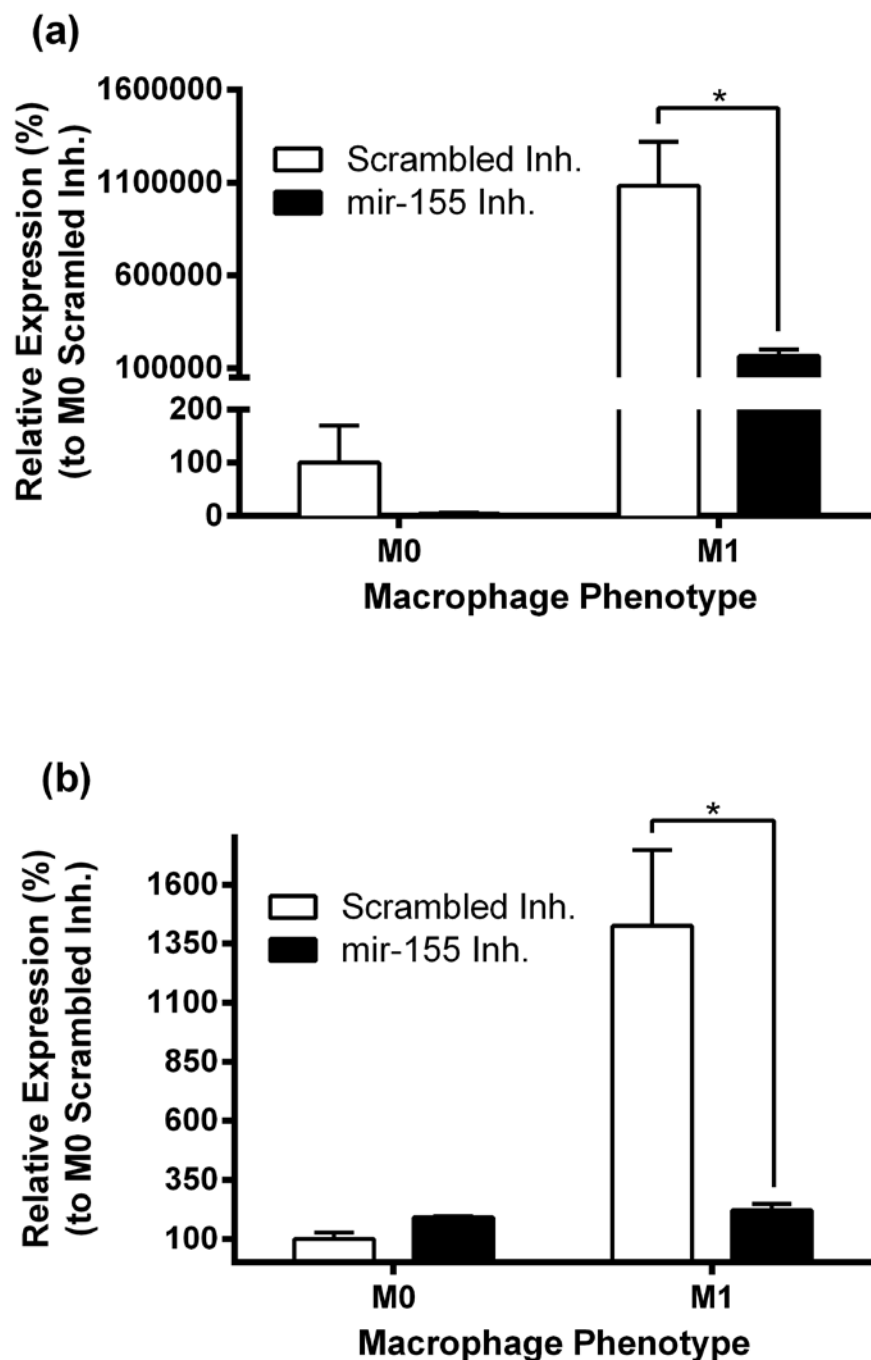 (a)
Relative Expression (%)
(to M0 Scramled Inh.)
1600000
1100000
600000
100000
200
100
0
Scrambled Inh.
mir-155 Inh.
*
M0
M1
Macrophage Phenotype
(b)
Relative Expression (%)
(to M0 Scrambled Inh.)
1600
1350
1100
850
600
350
100
Scrambled Inh.
mir-155 Inh.
*
M0
M1
Macrophage Phenotype